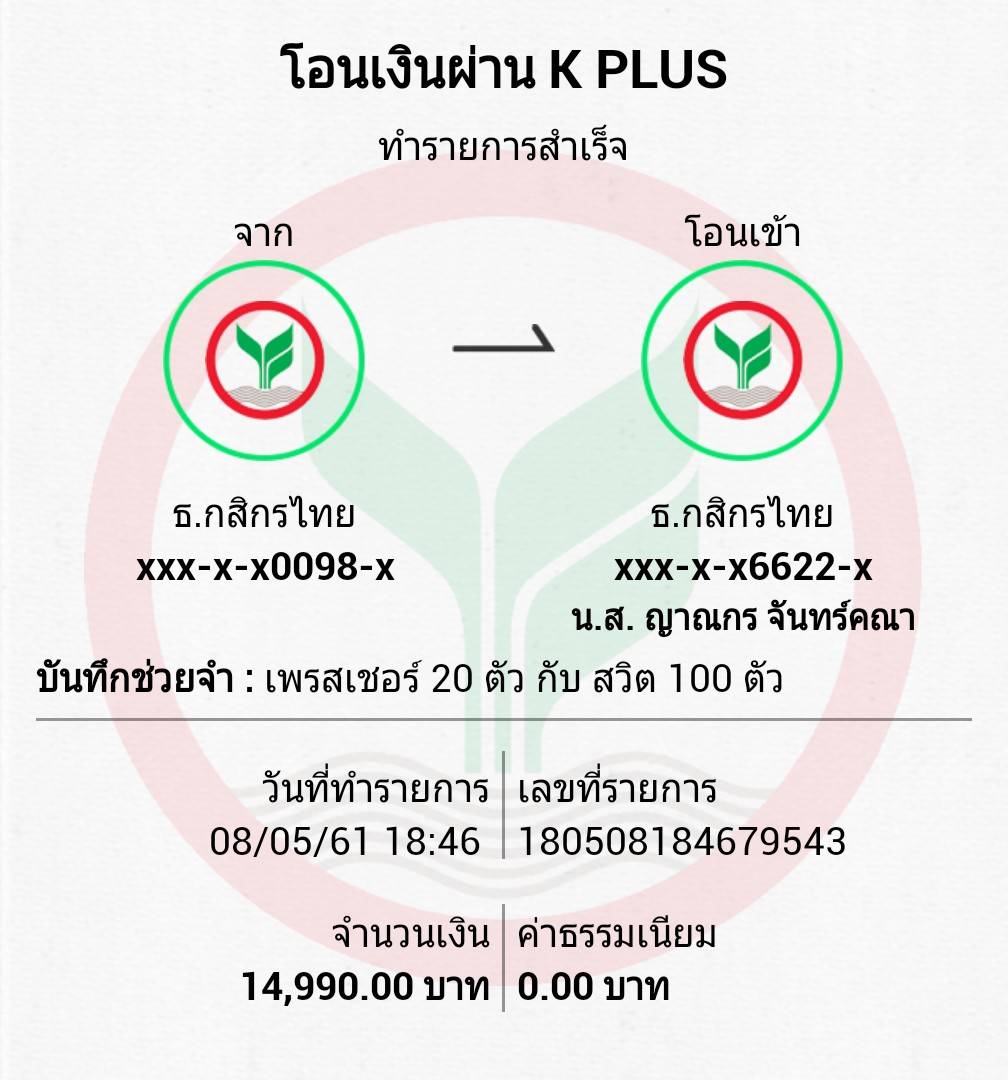 โอนเงินผ่าน K PLUS
ทำรายการสำเร็จ
จาก
โอนเข้า
ธ.กสิกรไทย
xxx-x-x0098-x
ธ.กสิกรไทย
xxx-x-x6622-x
น.ส. ญาณกร จันทร์คณา
บันทึกช่วยจำ : เพรสเชอร์ 20 ตัว กับ สวิต 100 ตัว
วันที่ทำรายการ
08/05/61 18:46
เลขที่รายการ
180508184679543
จำนวนเงิน
14,990.00 บาท
ค่าธรรมเนียม
0.00 บาท